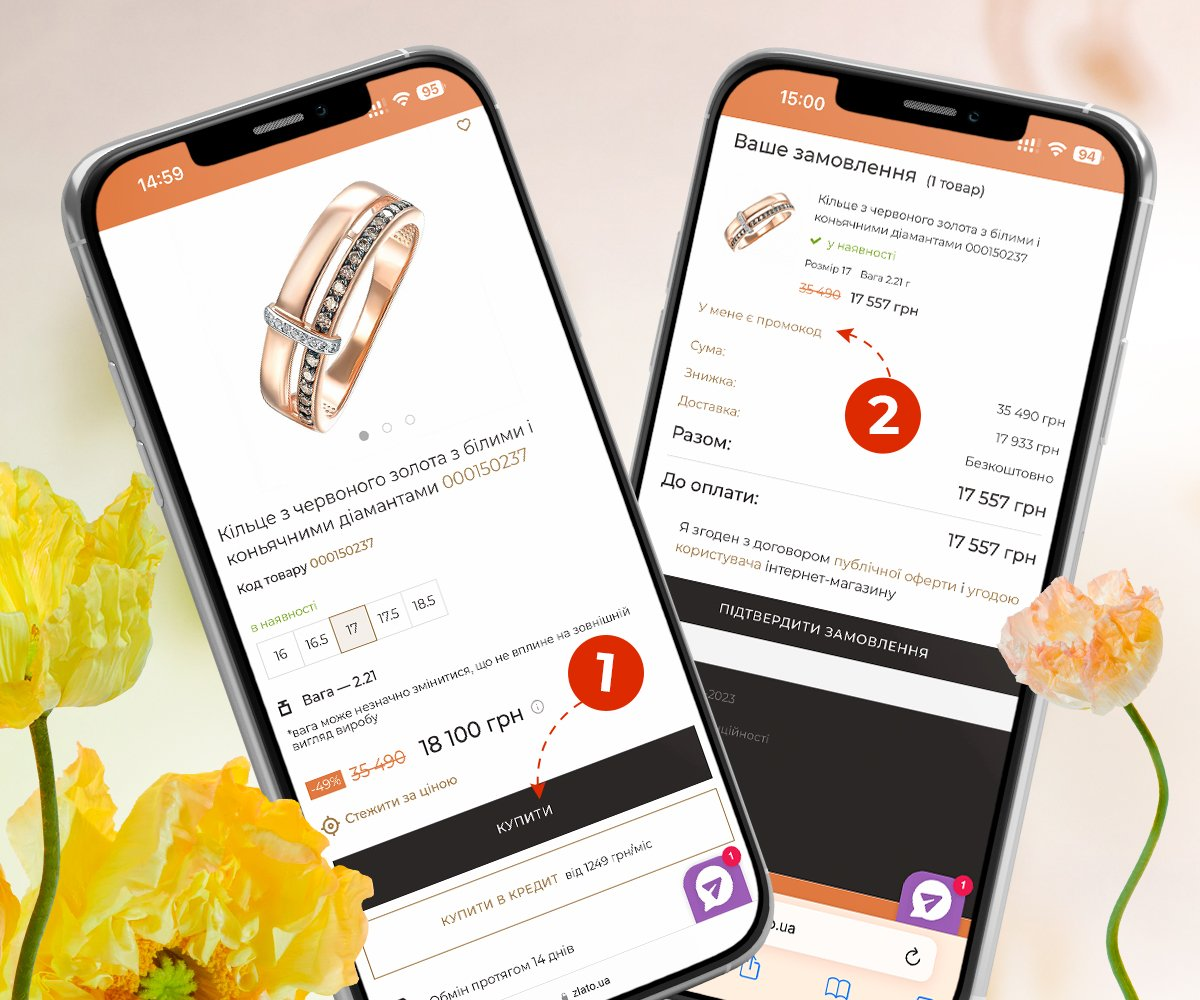 14:59
95
Кільце з червоного золота з білими і
коньячними діамантами 000150237
Код товару 000150237
в наявності
16 16.5 17 17.5 18.5
Вага — 2.21
*вага може незначно змінитися, що не вплине на зовнішній
вигляд виробу
-49% 35 490 18 100 грн
Стежити за ціною
1
КУПИТИ
КУПИТИ В КРЕДИТ від 1249 грн/міс
1
Обмін протягом 14 днів
zlato.ua
15:00
94
Ваше замовлення (1 товар)
Кільце з червоного золота з білими і
коньячними діамантами 000150237
у наявності
Розмір 17 Вага 2.21 г
35 490 17 557 грн
У мене є промокод
2
Сума: 35 490 грн
Знижка: 17 933 грн
Доставка: Безкоштовно
Разом: 17 557 грн
До оплати: 17 557 грн
Я згоден з договором публічної оферти і угодою
користувача інтернет-магазину
ПІДТВЕРДИТИ ЗАМОВЛЕННЯ
2023
1
.ua